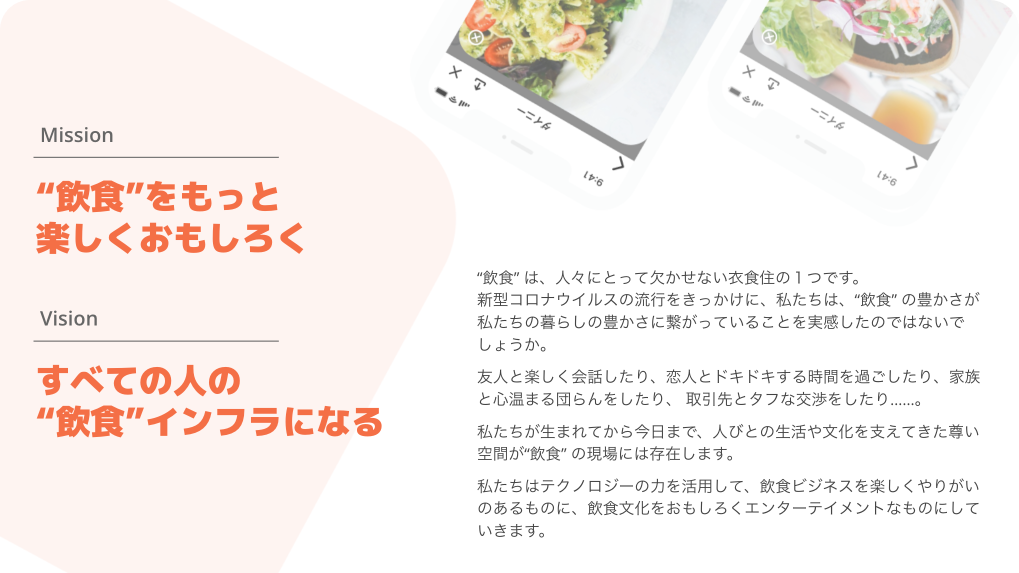 Mission
“飲食”をもっと
楽しくおもしろく
Vision
すべての人の
“飲食”インフラになる
ダイニー
9:41
ダイニー
9:41
“飲食” は、人々にとって欠かせない衣食住の１つです。
新型コロナウイルスの流行をきっかけに、私たちは、“飲食” の豊かさが
私たちの暮らしの豊かさに繋がっていることを実感したのではないで
しょうか。
友人と楽しく会話したり、恋人とドキドキする時間を過ごしたり、家族
と心温まる団らんをしたり、 取引先とタフな交渉をしたり......。
私たちが生まれてから今日まで、人びとの生活や文化を支えてきた尊い
空間が“飲食” の現場には存在します。
私たちはテクノロジーの力を活用して、飲食ビジネスを楽しくやりがい
のあるものに、飲食文化をおもしろくエンターテイメントなものにして
いきます。